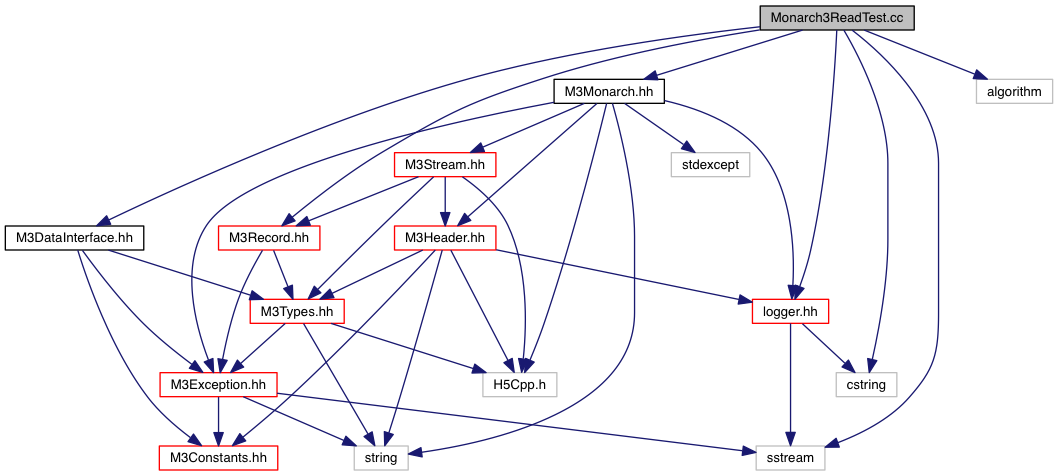 Monarch3ReadTest.cc
M3Monarch.hh
algorithm
M3Stream.hh
stdexcept
M3DataInterface.hh
M3Record.hh
M3Header.hh
M3Types.hh
logger.hh
M3Exception.hh
H5Cpp.h
cstring
M3Constants.hh
string
sstream